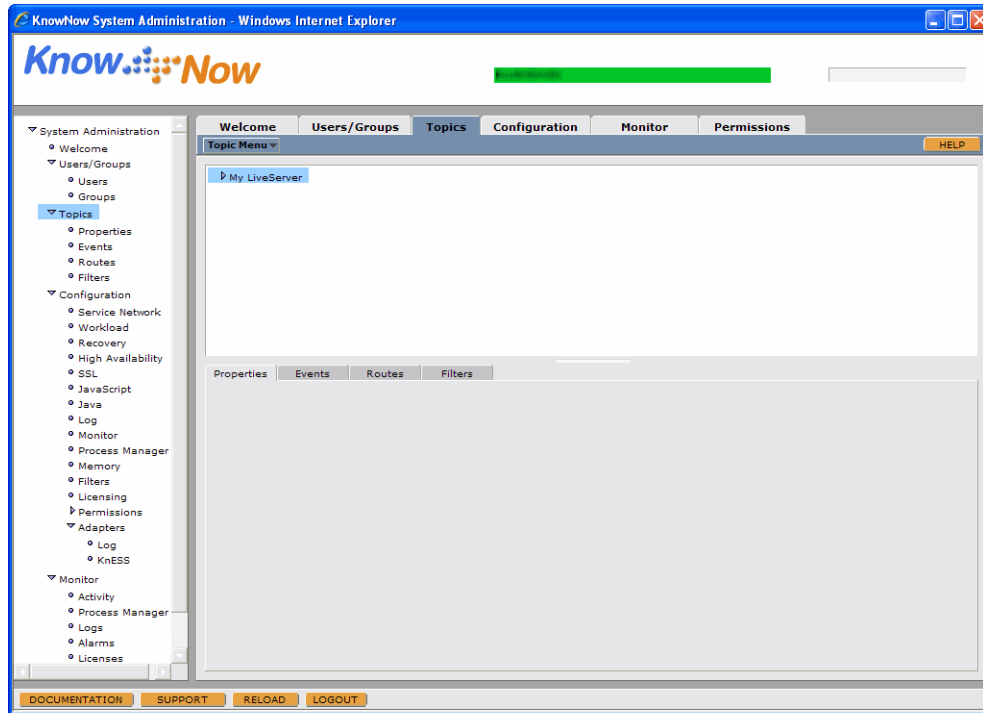 KnowNow System Administration - Windows Internet Explorer
Know Now
System Administration
Welcome
Users/Groups
Users
Groups
Topics
Properties
Events
Routes
Filters
Configuration
Service Network
Workload
Recovery
High Availability
SSL
JavaScript
Java
Log
Monitor
Process Manager
Memory
Filters
Licensing
Permissions
Adapters
Log
KnESS
Monitor
Activity
Process Manager
Logs
Alarms
Licenses
Welcome Users/Groups Topics Configuration Monitor Permissions
Topic Menu HELP
My LiveServer
Properties Events Routes Filters
DOCUMENTATION SUPPORT RELOAD LOGOUT